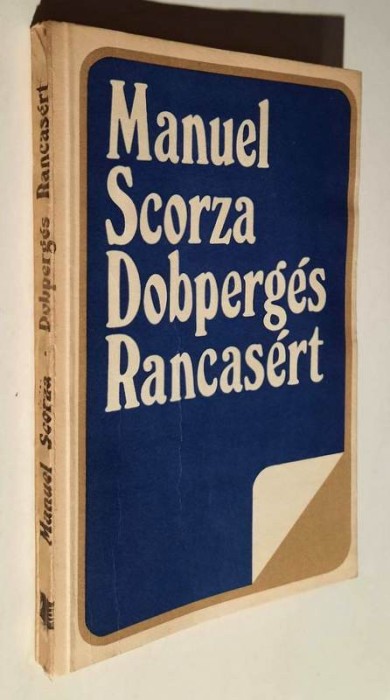 Manuel
Scorza
Dobpergés
Rancasért
Manuel Scorza · Dobpergés Rancasért